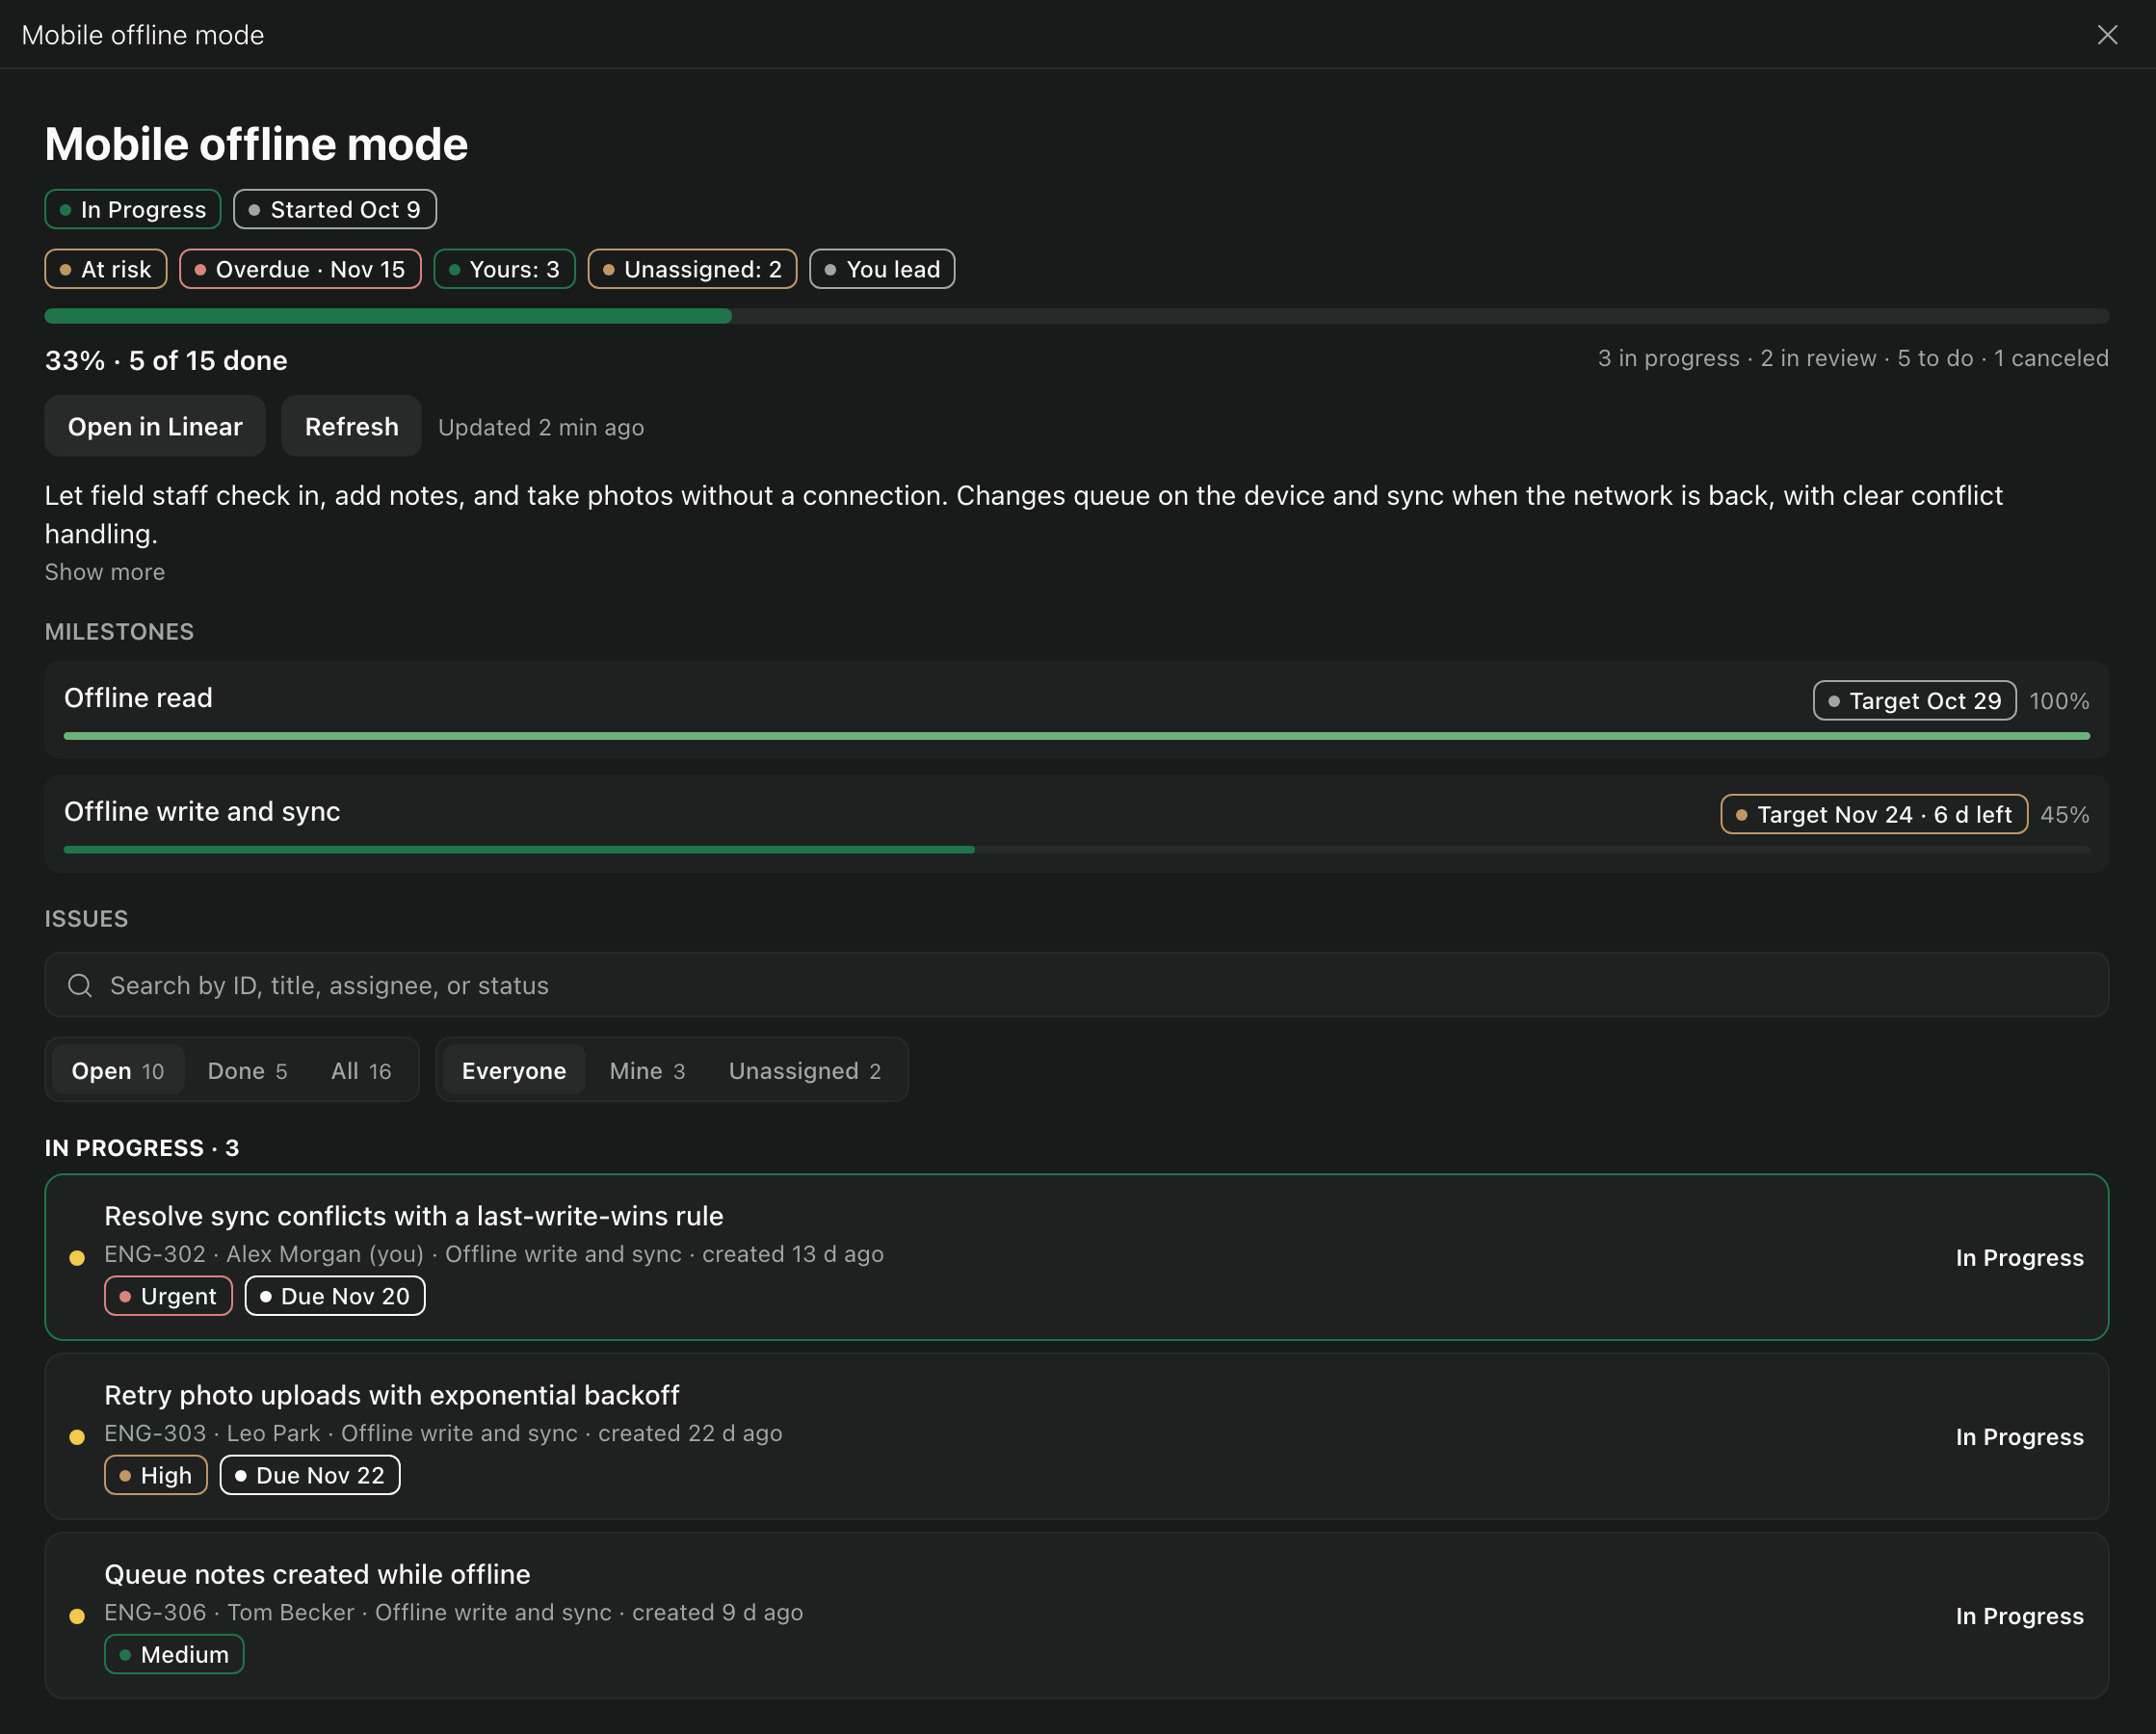 Mobile offline mode
Mobile offline mode
In Progress Started Oct 9
At risk Overdue · Nov 15 Yours: 3 Unassigned: 2 You lead
33% · 5 of 15 done 3 in progress · 2 in review · 5 to do · 1 canceled
Open in Linear Refresh Updated 2 min ago
Let field staff check in, add notes, and take photos without a connection. Changes queue on the device and sync when the network is back, with clear conflict
handling.
Show more
MILESTONES
Offline read Target Oct 29 100%
Offline write and sync Target Nov 24 · 6 d left 45%
ISSUES
Search by ID, title, assignee, or status
Open 10 Done 5 All 16 Everyone Mine 3 Unassigned 2
IN PROGRESS · 3
Resolve sync conflicts with a last-write-wins rule
ENG-302 · Alex Morgan (you) · Offline write and sync · created 13 d ago
In Progress
Urgent Due Nov 20
Retry photo uploads with exponential backoff
ENG-303 · Leo Park · Offline write and sync · created 22 d ago
In Progress
High Due Nov 22
Queue notes created while offline
ENG-306 · Tom Becker · Offline write and sync · created 9 d ago
In Progress
Medium